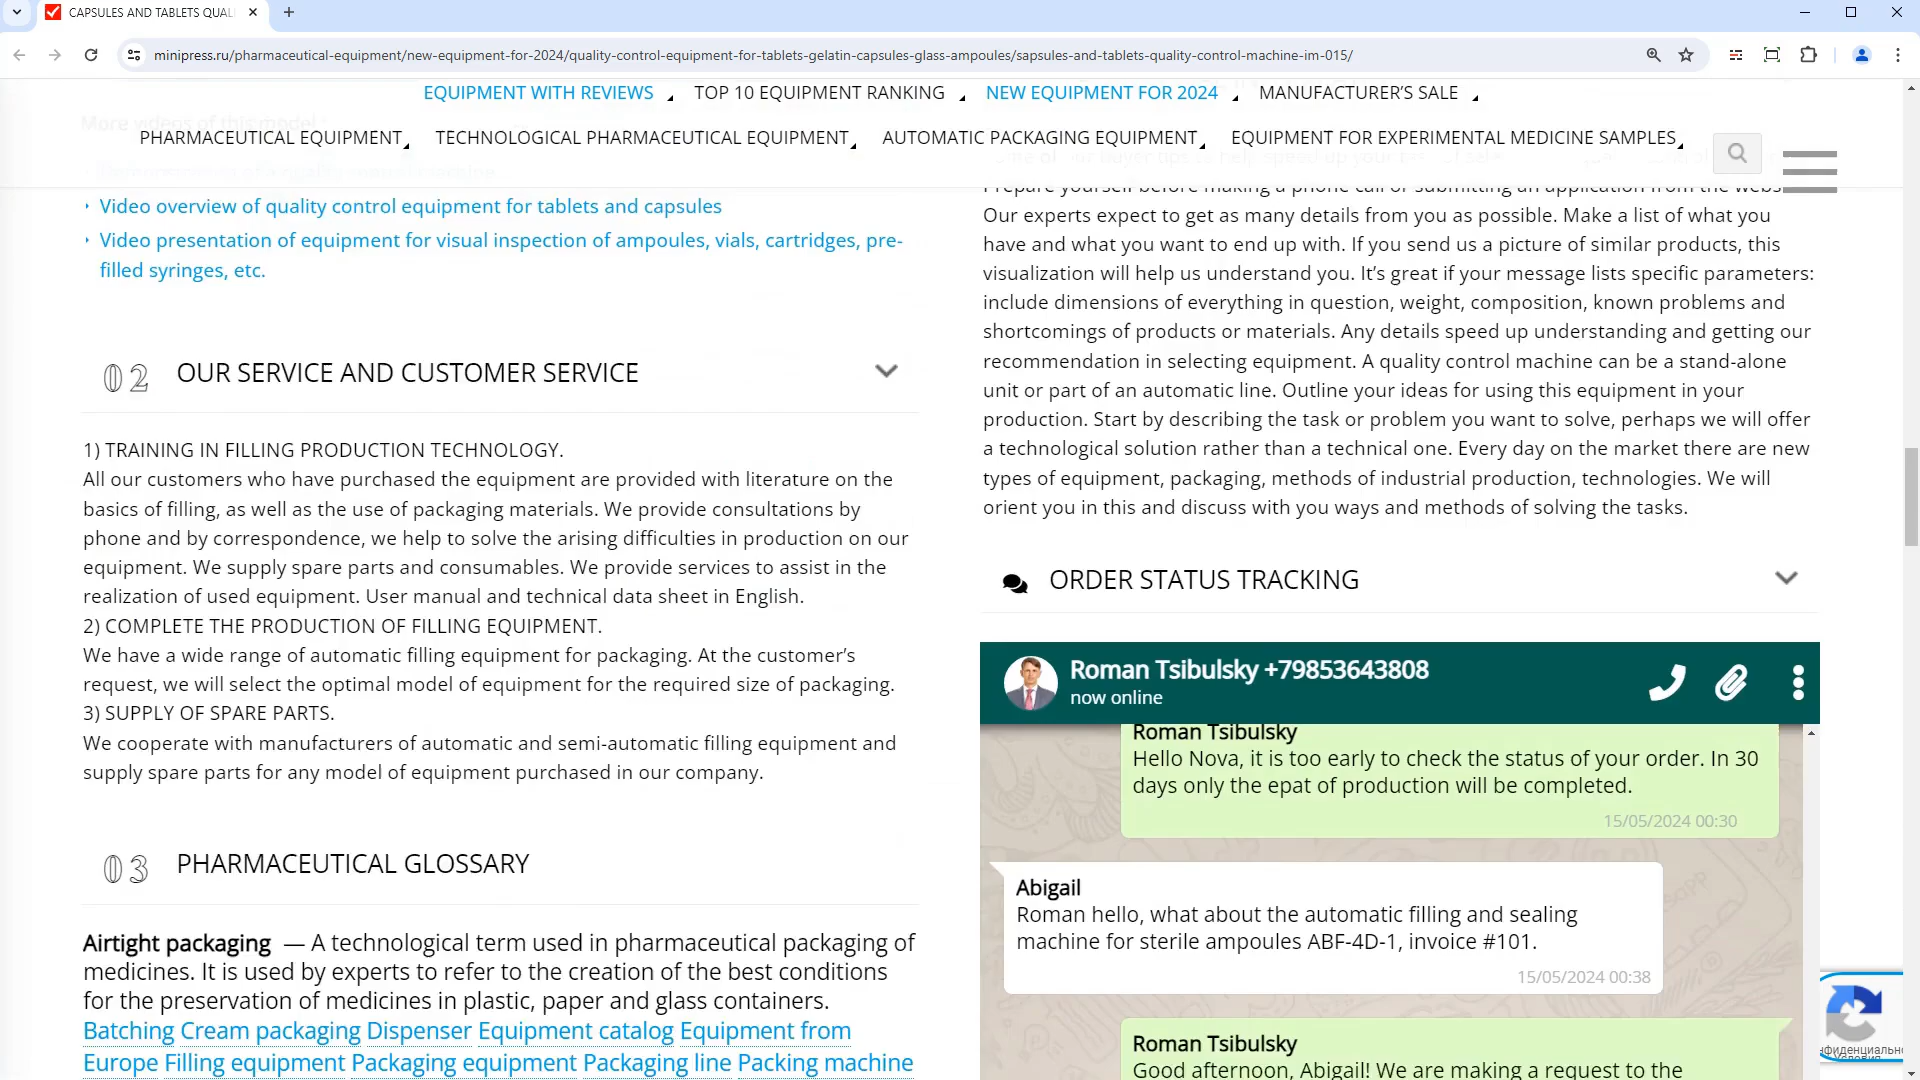 CAPSULES AND TABLETS QUAL
minipress.ru/pharmaceutical-equipment/new-equipment-for-2024/quality-control-equipment-for-tablets-gelatin-capsules-glass-ampoules/sapsules-and-tablets-quality-control-machine-im-015/
EQUIPMENT WITH REVIEWS TOP 10 EQUIPMENT RANKING NEW EQUIPMENT FOR 2024 MANUFACTURER’S SALE
PHARMACEUTICAL EQUIPMENT TECHNOLOGICAL PHARMACEUTICAL EQUIPMENT AUTOMATIC PACKAGING EQUIPMENT EQUIPMENT FOR EXPERIMENTAL MEDICINE SAMPLES
More videos of this model
Video overview of quality control equipment for tablets and capsules
Video presentation of equipment for visual inspection of ampoules, vials, cartridges, pre-
filled syringes, etc.
02 OUR SERVICE AND CUSTOMER SERVICE
1) TRAINING IN FILLING PRODUCTION TECHNOLOGY.
All our customers who have purchased the equipment are provided with literature on the
basics of filling, as well as the use of packaging materials. We provide consultations by
phone and by correspondence, we help to solve the arising difficulties in production on our
equipment. We supply spare parts and consumables. We provide services to assist in the
realization of used equipment. User manual and technical data sheet in English.
2) COMPLETE THE PRODUCTION OF FILLING EQUIPMENT.
We have a wide range of automatic filling equipment for packaging. At the customer’s
request, we will select the optimal model of equipment for the required size of packaging.
3) SUPPLY OF SPARE PARTS.
We cooperate with manufacturers of automatic and semi-automatic filling equipment and
supply spare parts for any model of equipment purchased in our company.
03 PHARMACEUTICAL GLOSSARY
Airtight packaging — A technological term used in pharmaceutical packaging of
medicines. It is used by experts to refer to the creation of the best conditions
for the preservation of medicines in plastic, paper and glass containers.
Batching Cream packaging Dispenser Equipment catalog Equipment from
Europe Filling equipment Packaging equipment Packaging line Packing machine
Prepare yourself before making a phone call or submitting an application from the webs
Our experts expect to get as many details from you as possible. Make a list of what you
have and what you want to end up with. If you send us a picture of similar products, this
visualization will help us understand you. It’s great if your message lists specific parameters:
include dimensions of everything in question, weight, composition, known problems and
shortcomings of products or materials. Any details speed up understanding and getting our
recommendation in selecting equipment. A quality control machine can be a stand-alone
unit or part of an automatic line. Outline your ideas for using this equipment in your
production. Start by describing the task or problem you want to solve, perhaps we will offer
a technological solution rather than a technical one. Every day on the market there are new
types of equipment, packaging, methods of industrial production, technologies. We will
orient you in this and discuss with you ways and methods of solving the tasks.
ORDER STATUS TRACKING
Roman Tsibulsky +79853643808
now online
Roman Tsibulsky
Hello Nova, it is too early to check the status of your order. In 30
days only the epat of production will be completed.
15/05/2024 00:30
Abigail
Roman hello, what about the automatic filling and sealing
machine for sterile ampoules ABF-4D-1, invoice #101.
15/05/2024 00:38
Roman Tsibulsky
Good afternoon, Abigail! We are making a request to the